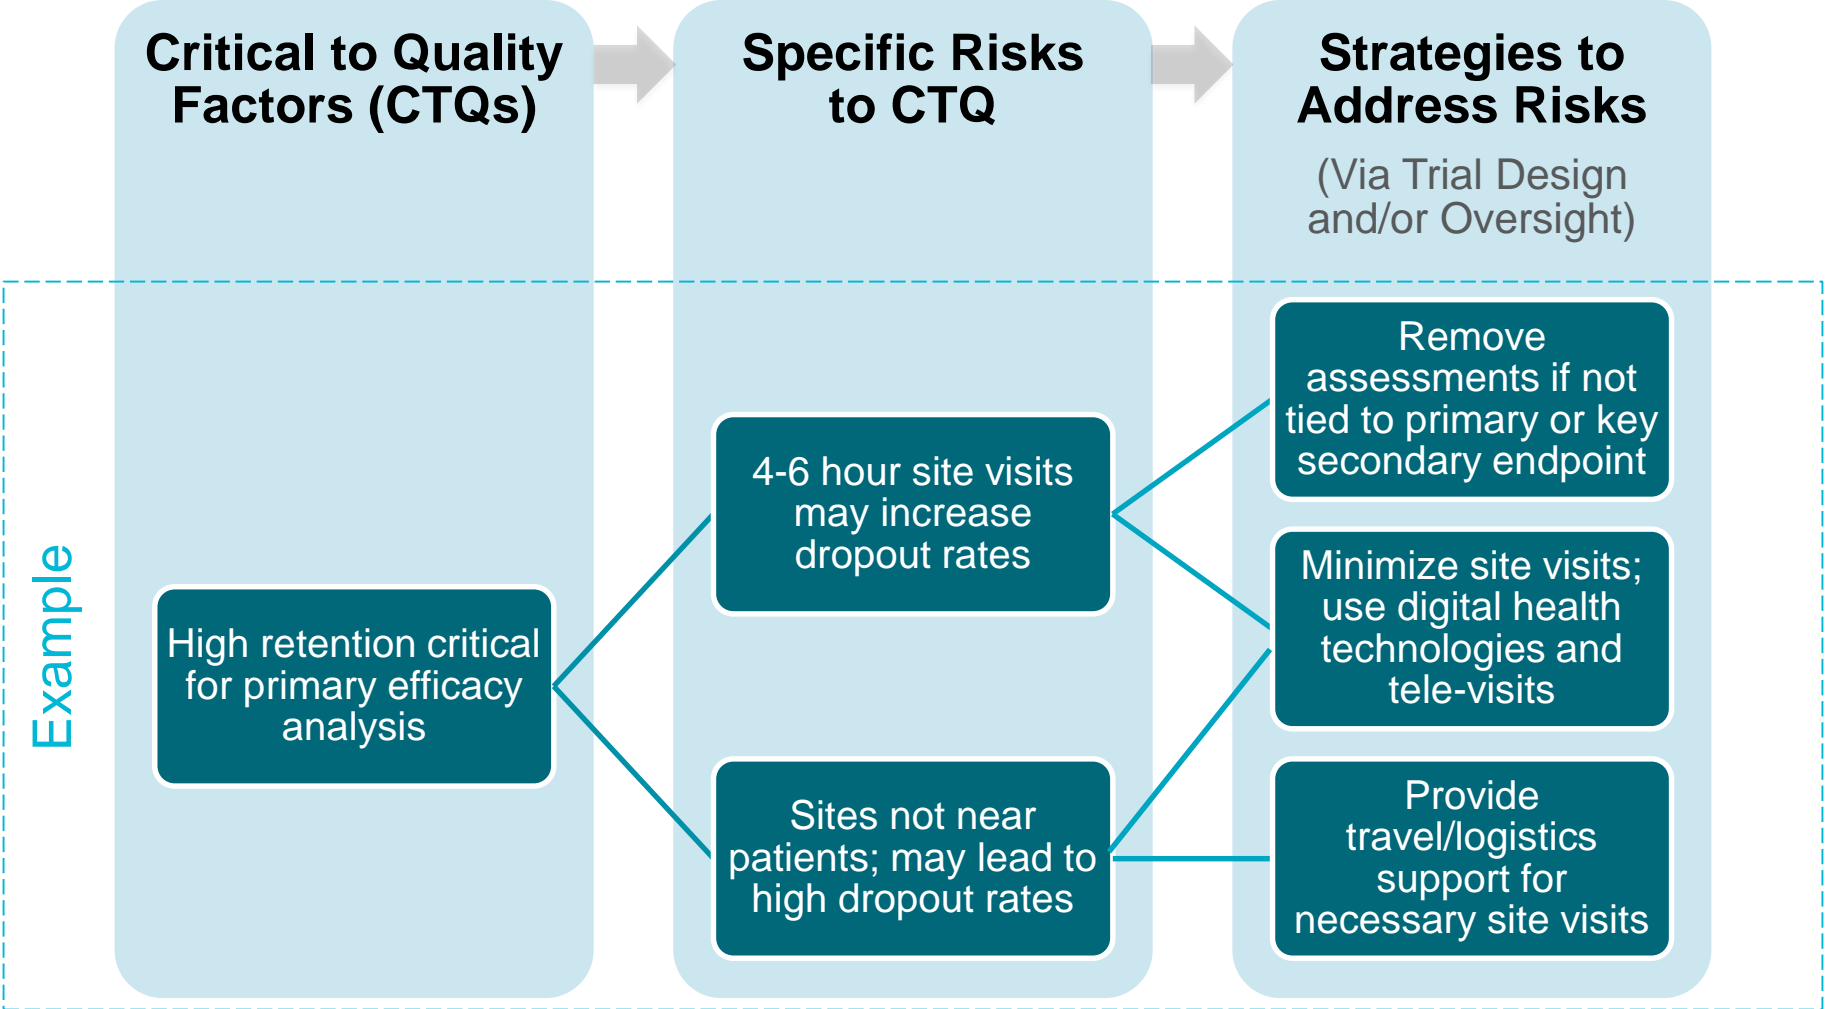 Critical to Quality
Factors (CTQs)
Specific Risks
to CTQ
Strategies to
Address Risks
(Via Trial Design
and/or Oversight)
Example
High retention critical
for primary efficacy
analysis
4-6 hour site visits
may increase
dropout rates
Sites not near
patients; may lead to
high dropout rates
Remove
assessments if not
tied to primary or key
secondary endpoint
Minimize site visits;
use digital health
technologies and
tele-visits
Provide
travel/logistics
support for
necessary site visits